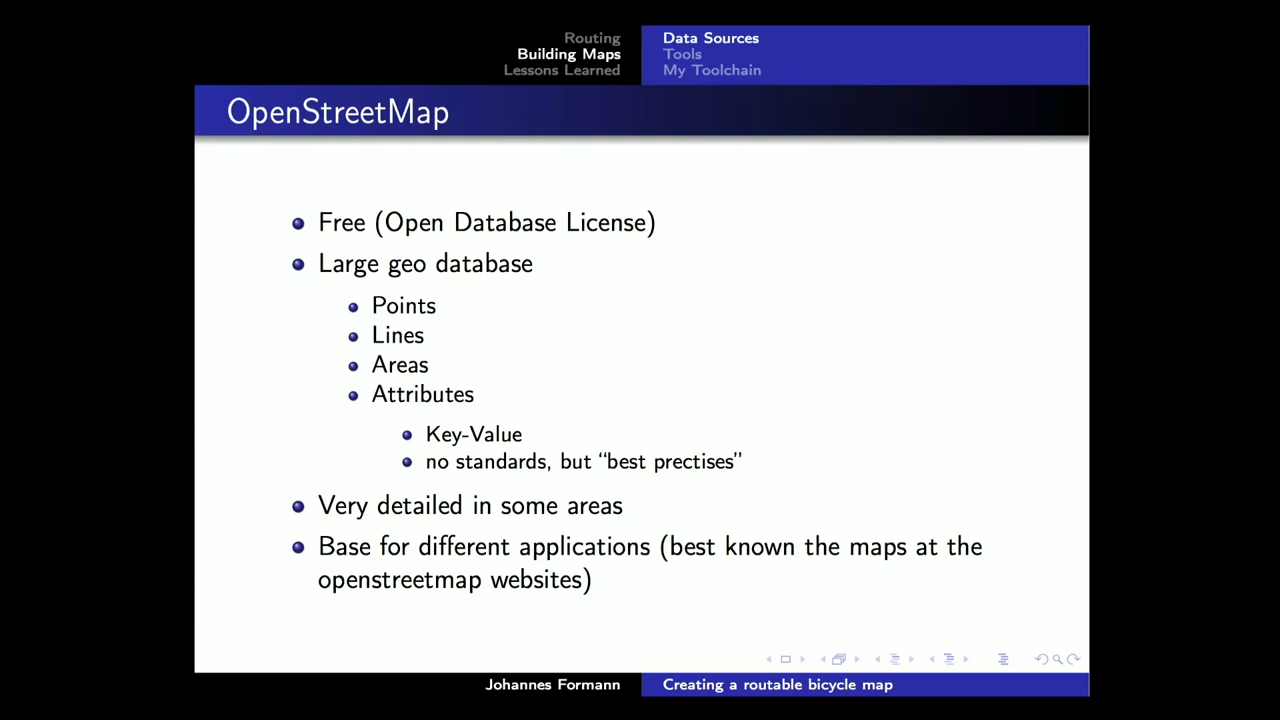 Routing
Building Maps
Lessons Learned
Data Sources
Tools
My Toolchain
OpenStreetMap
Free (Open Database License)
Large geo database
Points
Lines
Areas
Attributes
Key-Value
no standards, but “best prectises”
Very detailed in some areas
Base for different applications (best known the maps at the
openstreetmap websites)
Johannes Formann
Creating a routable bicycle map